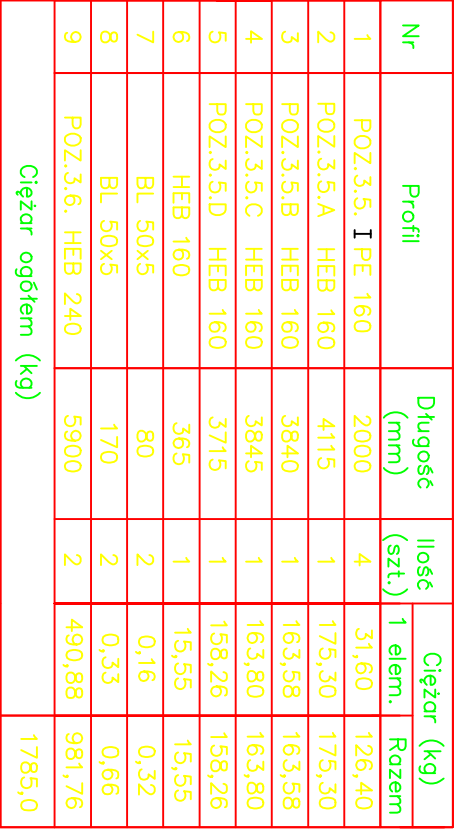 Nr Profil Długość (mm) Ilość (szt.) Ciężar (kg)
1 elem. Razem
1 POZ.3.5. IPE 160 2000 4 31,60 126,40
2 POZ.3.5.A HEB 160 4115 1 175,30 175,30
3 POZ.3.5.B HEB 160 3840 1 163,58 163,58
4 POZ.3.5.C HEB 160 3845 1 163,80 163,80
5 POZ.3.5.D HEB 160 3715 1 158,26 158,26
6 HEB 160 365 1 15,55 15,55
7 BL 50x5 80 2 0,16 0,32
8 BL 50x5 170 2 0,33 0,66
9 POZ.3.6. HEB 240 5900 2 490,88 981,76
Ciężar ogółem (kg) 1785,0